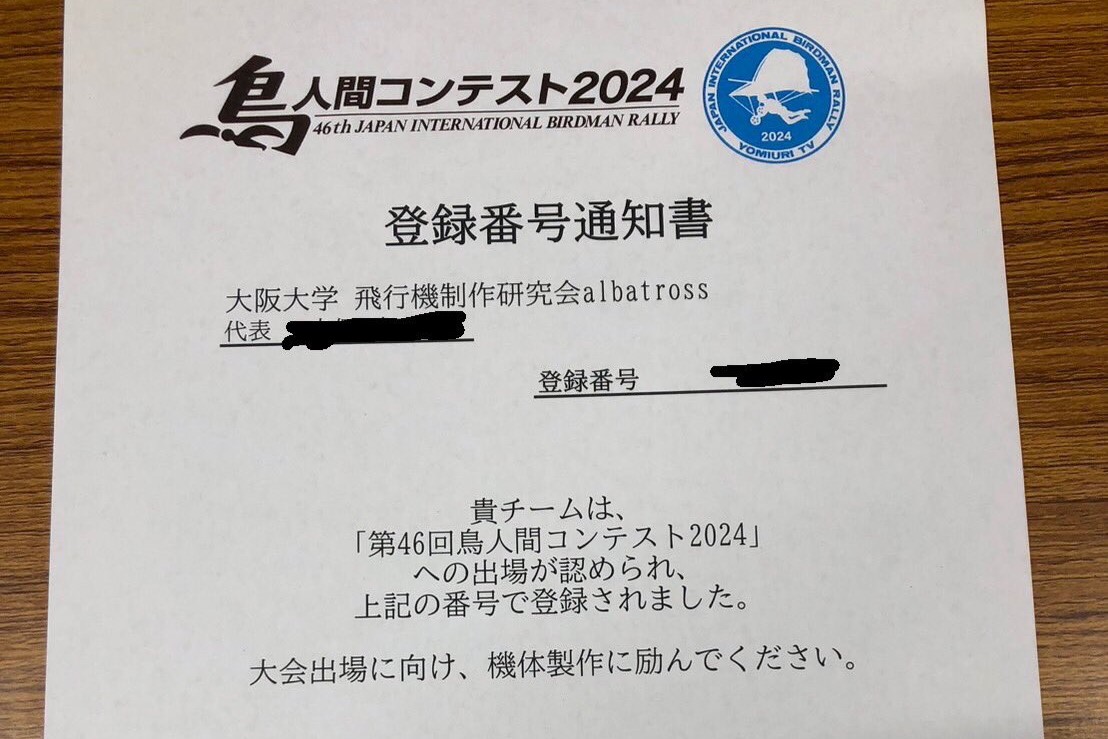 鳥人間コンテスト2024
46th JAPAN INTERNATIONAL BIRDMAN RALLY
JAPAN INTERNATIONAL BIRDMAN RALLY
2024
YOMIURI TV
登録番号通知書
大阪大学 飛行機制作研究会albatross
代表
登録番号
貴チームは、
「第46回鳥人間コンテスト2024」
への出場が認められ、
上記の番号で登録されました。
大会出場に向け、機体製作に励んでください。